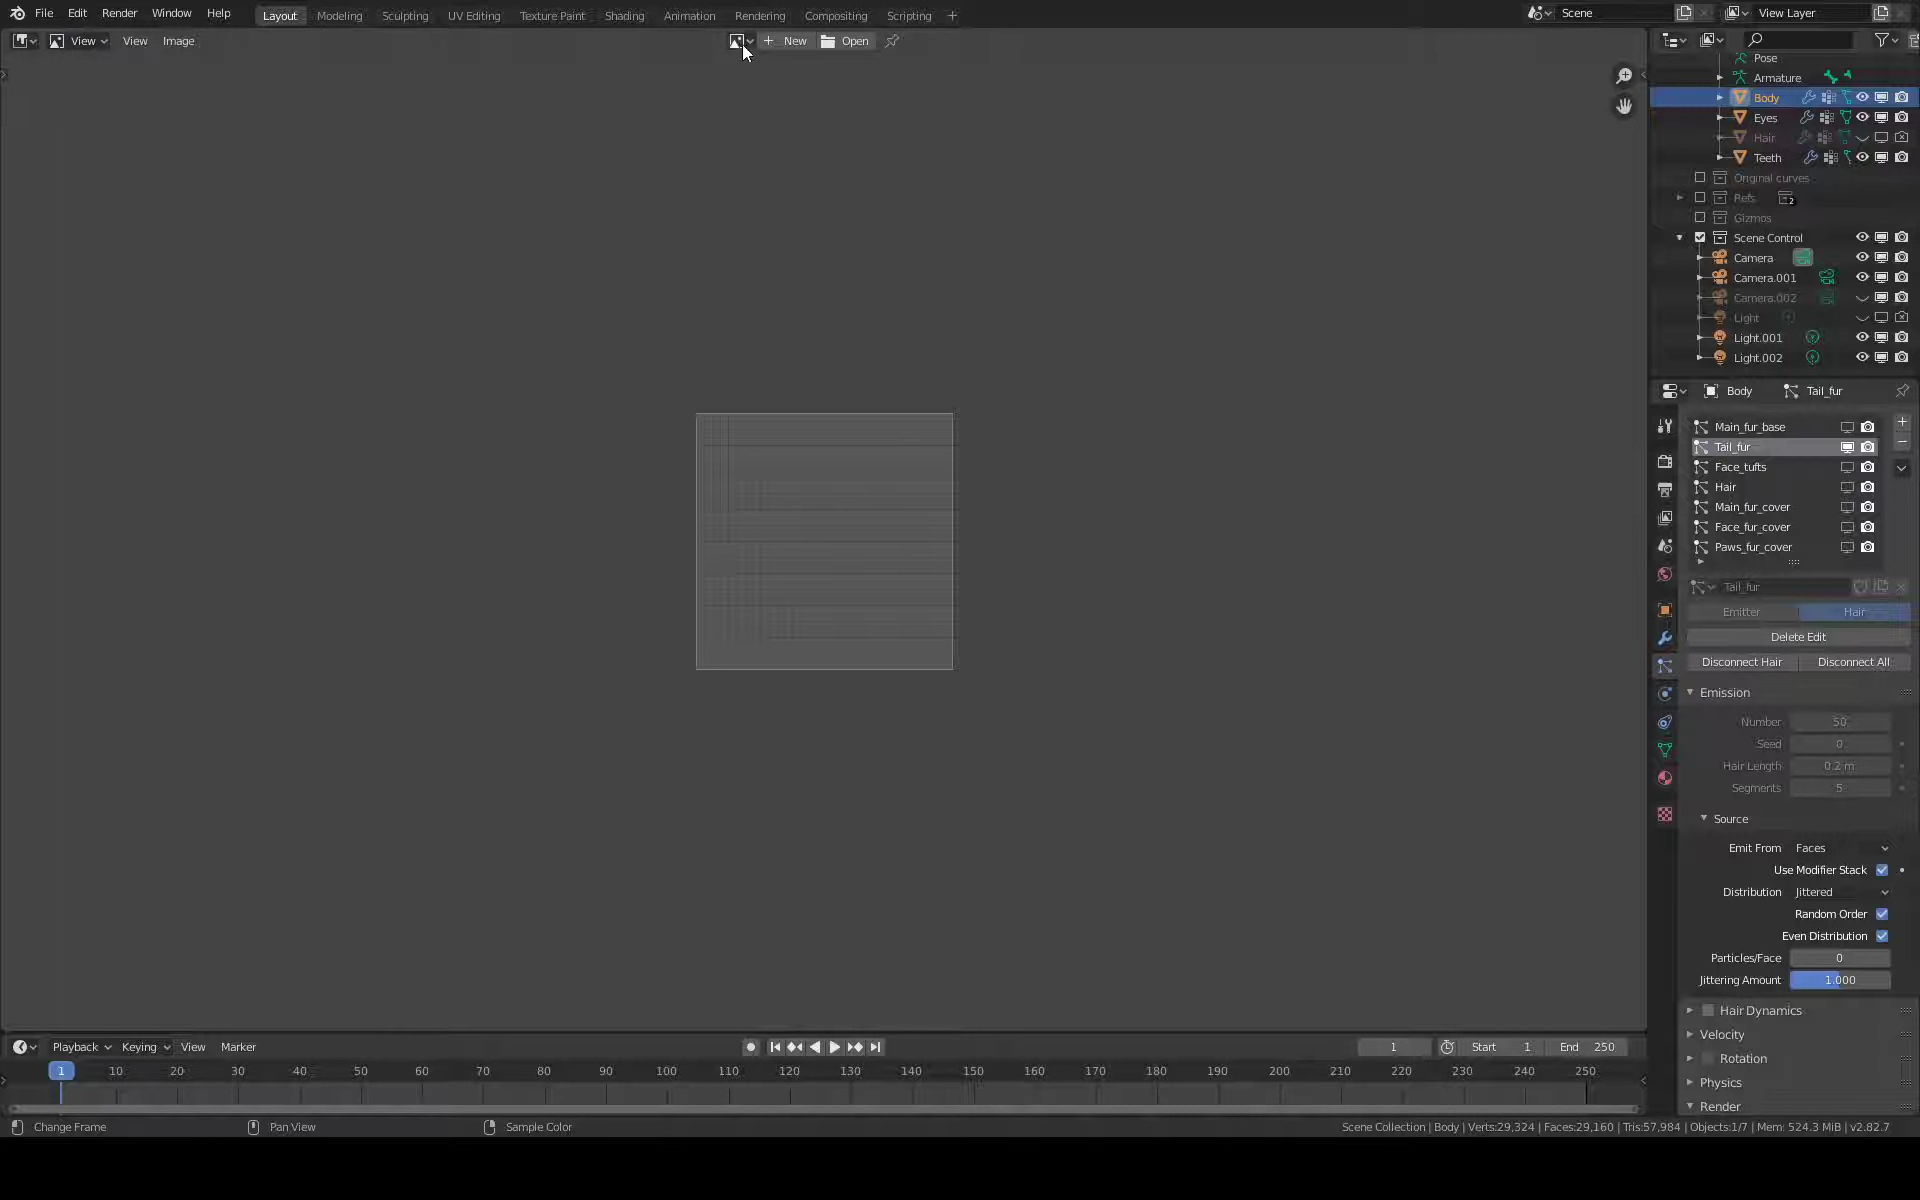 File Edit Render Window Help Layout Modeling Sculpting UV Editing Texture Paint Shading Animation Rendering Compositing Scripting + Scene View Layer
View View Image + New Open
Pose
Armature
Body
Eyes
Hair
Teeth
Original curves
Refs 2
Gizmos
Scene Control
Camera
Camera.001
Camera.002
Light
Light.001
Light.002
Body Tail_fur
Main_fur_base
Tail_fur
Face_tufts
Hair
Main_fur_cover
Face_fur_cover
Paws_fur_cover
Tail_fur
Emitter Hair
Delete Edit
Disconnect Hair Disconnect All
Emission
Number 50
Seed 0
Hair Length 0.2 m
Segments 5
Source
Emit From Faces
Use Modifier Stack
Distribution Jittered
Random Order
Even Distribution
Particles/Face 0
Jittering Amount 1.000
Hair Dynamics
Velocity
Rotation
Physics
Render
Playback Keying View Marker 1 Start 1 End 250
1 10 20 30 40 50 60 70 80 90 100 110 120 130 140 150 160 170 180 190 200 210 220 230 240 250
Change Frame Pan View Sample Color Scene Collection | Body | Verts:29,324 | Faces:29,160 | Tris:57,984 | Objects:1/7 | Mem: 524.3 MiB | v2.82.7